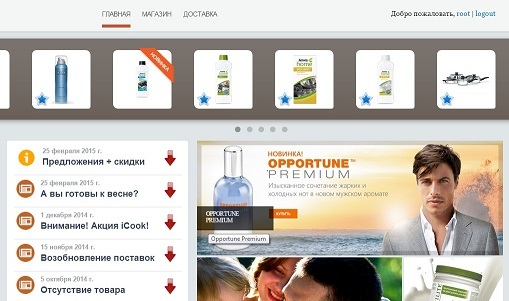 ГЛАВНАЯ МАГАЗИН ДОСТАВКА
Добро пожаловать, root | logout
НОВИНКА!
home
25 февраля 2015 г.
Предложения + скидки
25 февраля 2015 г.
А вы готовы к весне?
1 декабря 2014 г.
Внимание! Акция iCook!
15 ноября 2014 г.
Возобновление поставок
5 октября 2014 г.
Отсутствие товара
НОВИНКА!
OPPORTUNE™
PREMIUM
Изысканное сочетание жарких и
холодных нот в новом мужском аромате
КУПИТЬ
OPPORTUNE
PREMIUM
Opportune Premium